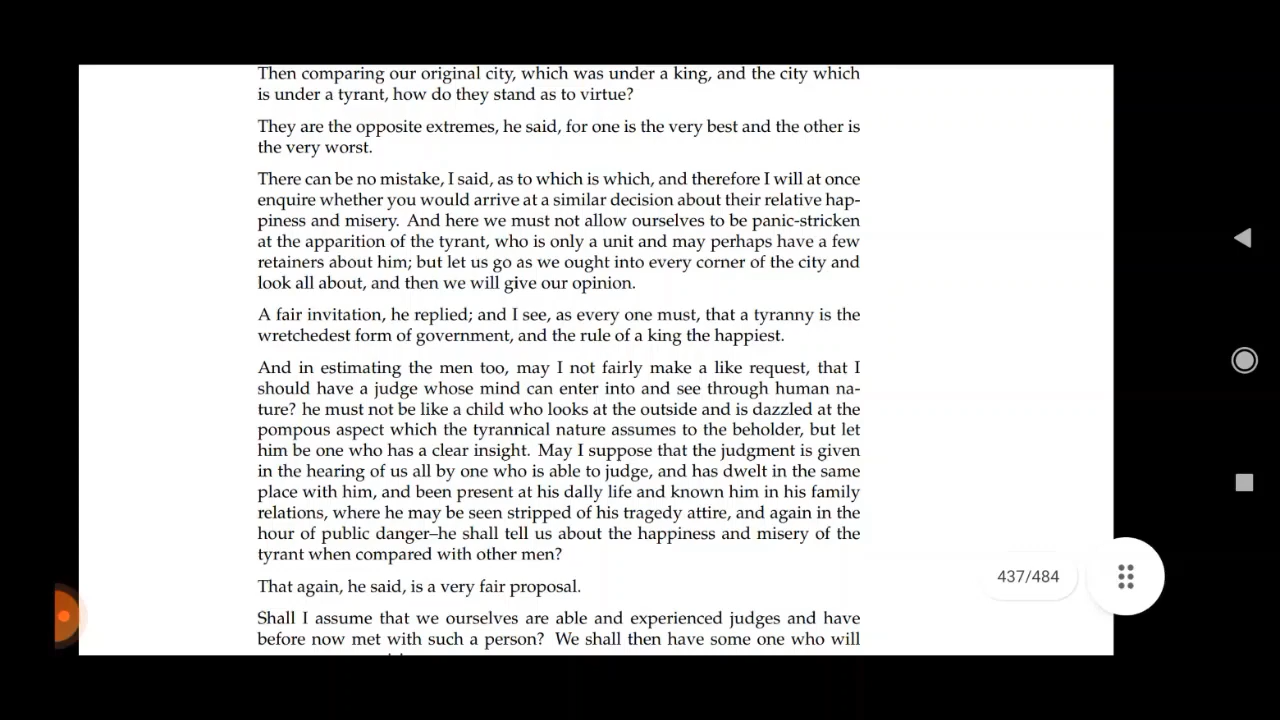 Then comparing our original city, which was under a king, and the city which
is under a tyrant, how do they stand as to virtue?
They are the opposite extremes, he said, for one is the very best and the other is
the very worst.
There can be no mistake, I said, as to which is which, and therefore I will at once
enquire whether you would arrive at a similar decision about their relative hap-
piness and misery. And here we must not allow ourselves to be panic-stricken
at the apparition of the tyrant, who is only a unit and may perhaps have a few
retainers about him; but let us go as we ought into every corner of the city and
look all about, and then we will give our opinion.
A fair invitation, he replied; and I see, as every one must, that a tyranny is the
wretchedest form of government, and the rule of a king the happiest.
And in estimating the men too, may I not fairly make a like request, that I
should have a judge whose mind can enter into and see through human na-
ture? he must not be like a child who looks at the outside and is dazzled at the
pompous aspect which the tyrannical nature assumes to the beholder, but let
him be one who has a clear insight. May I suppose that the judgment is given
in the hearing of us all by one who is able to judge, and has dwelt in the same
place with him, and been present at his dally life and known him in his family
relations, where he may be seen stripped of his tragedy attire, and again in the
hour of public danger–he shall tell us about the happiness and misery of the
tyrant when compared with other men?
That again, he said, is a very fair proposal.
Shall I assume that we ourselves are able and experienced judges and have
before now met with such a person? We shall then have some one who will
437/484